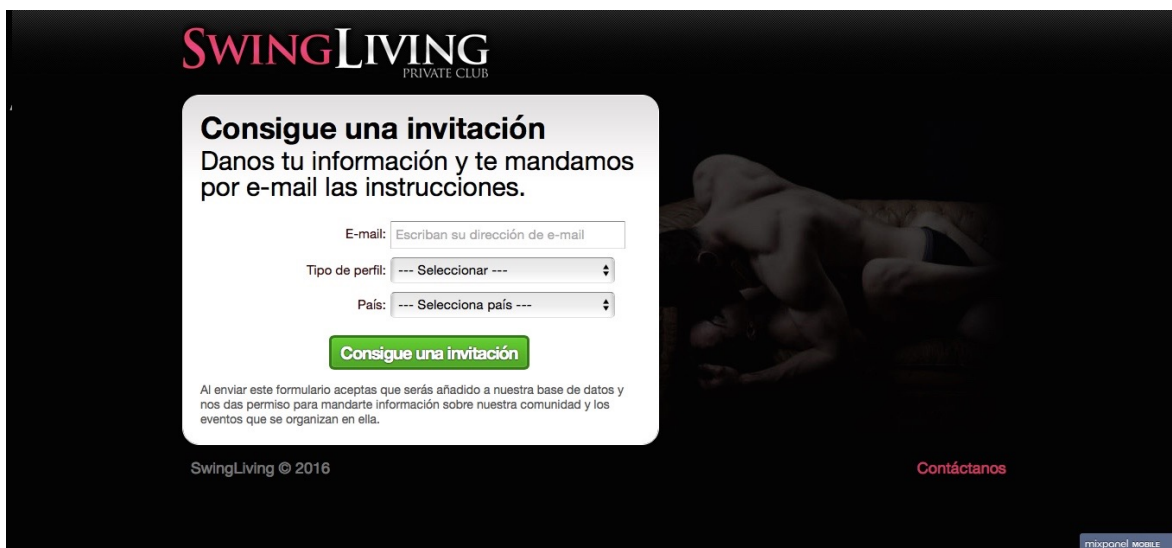 SWINGLIVING
PRIVATE CLUB
Consigue una invitación
Danos tu información y te mandamos
por e-mail las instrucciones.
E-mail: Escriban su dirección de e-mail
Tipo de perfil: --- Seleccionar ---
País: --- Selecciona país ---
Consigue una invitación
Al enviar este formulario aceptas que serás añadido a nuestra base de datos y
nos das permiso para mandarte información sobre nuestra comunidad y los
eventos que se organizan en ella.
SwingLiving © 2016 Contáctanos
mixpanel MOBILE